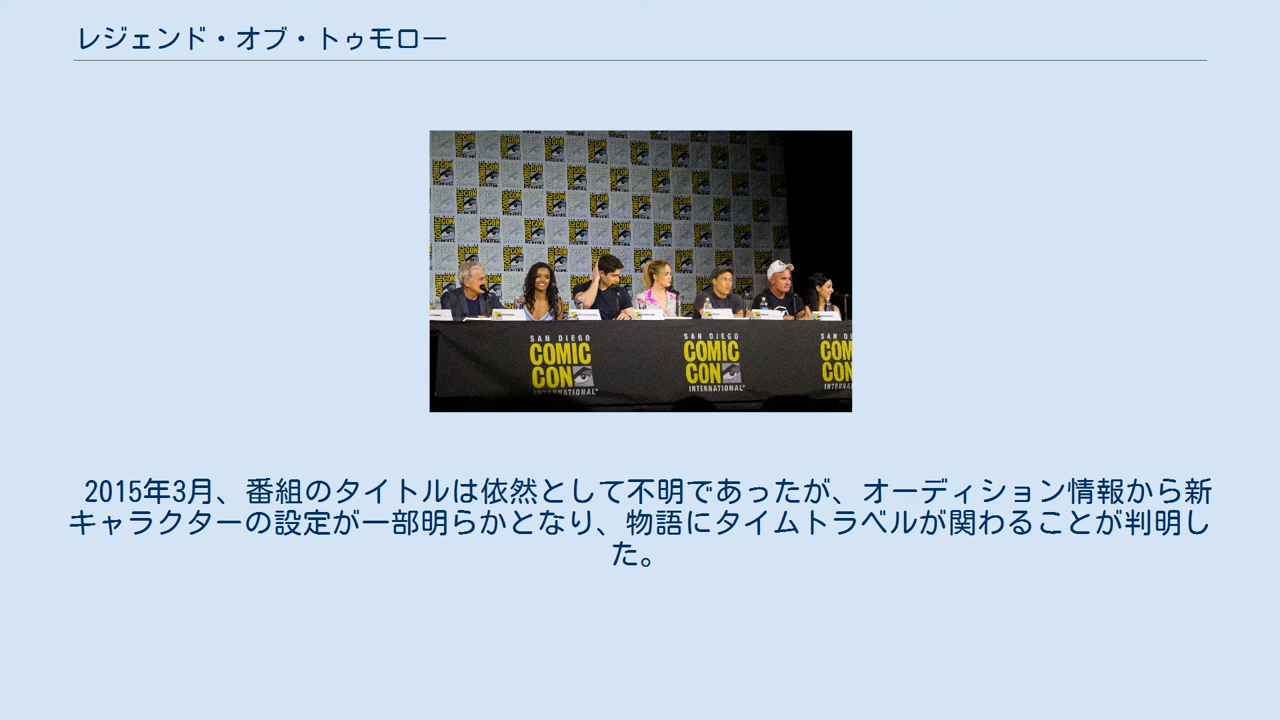 レジェンド・オブ・トゥモロー
SAN DIEGO SAN DIEGO SAN DI
COMIC COMIC COM
CON CON CON
INTERNATIONAL INTERNATIONAL INTERNATI
2015年3月、番組のタイトルは依然として不明であったが、オーディション情報から新
キャラクターの設定が一部明らかとなり、物語にタイムトラベルが関わることが判明し
た。